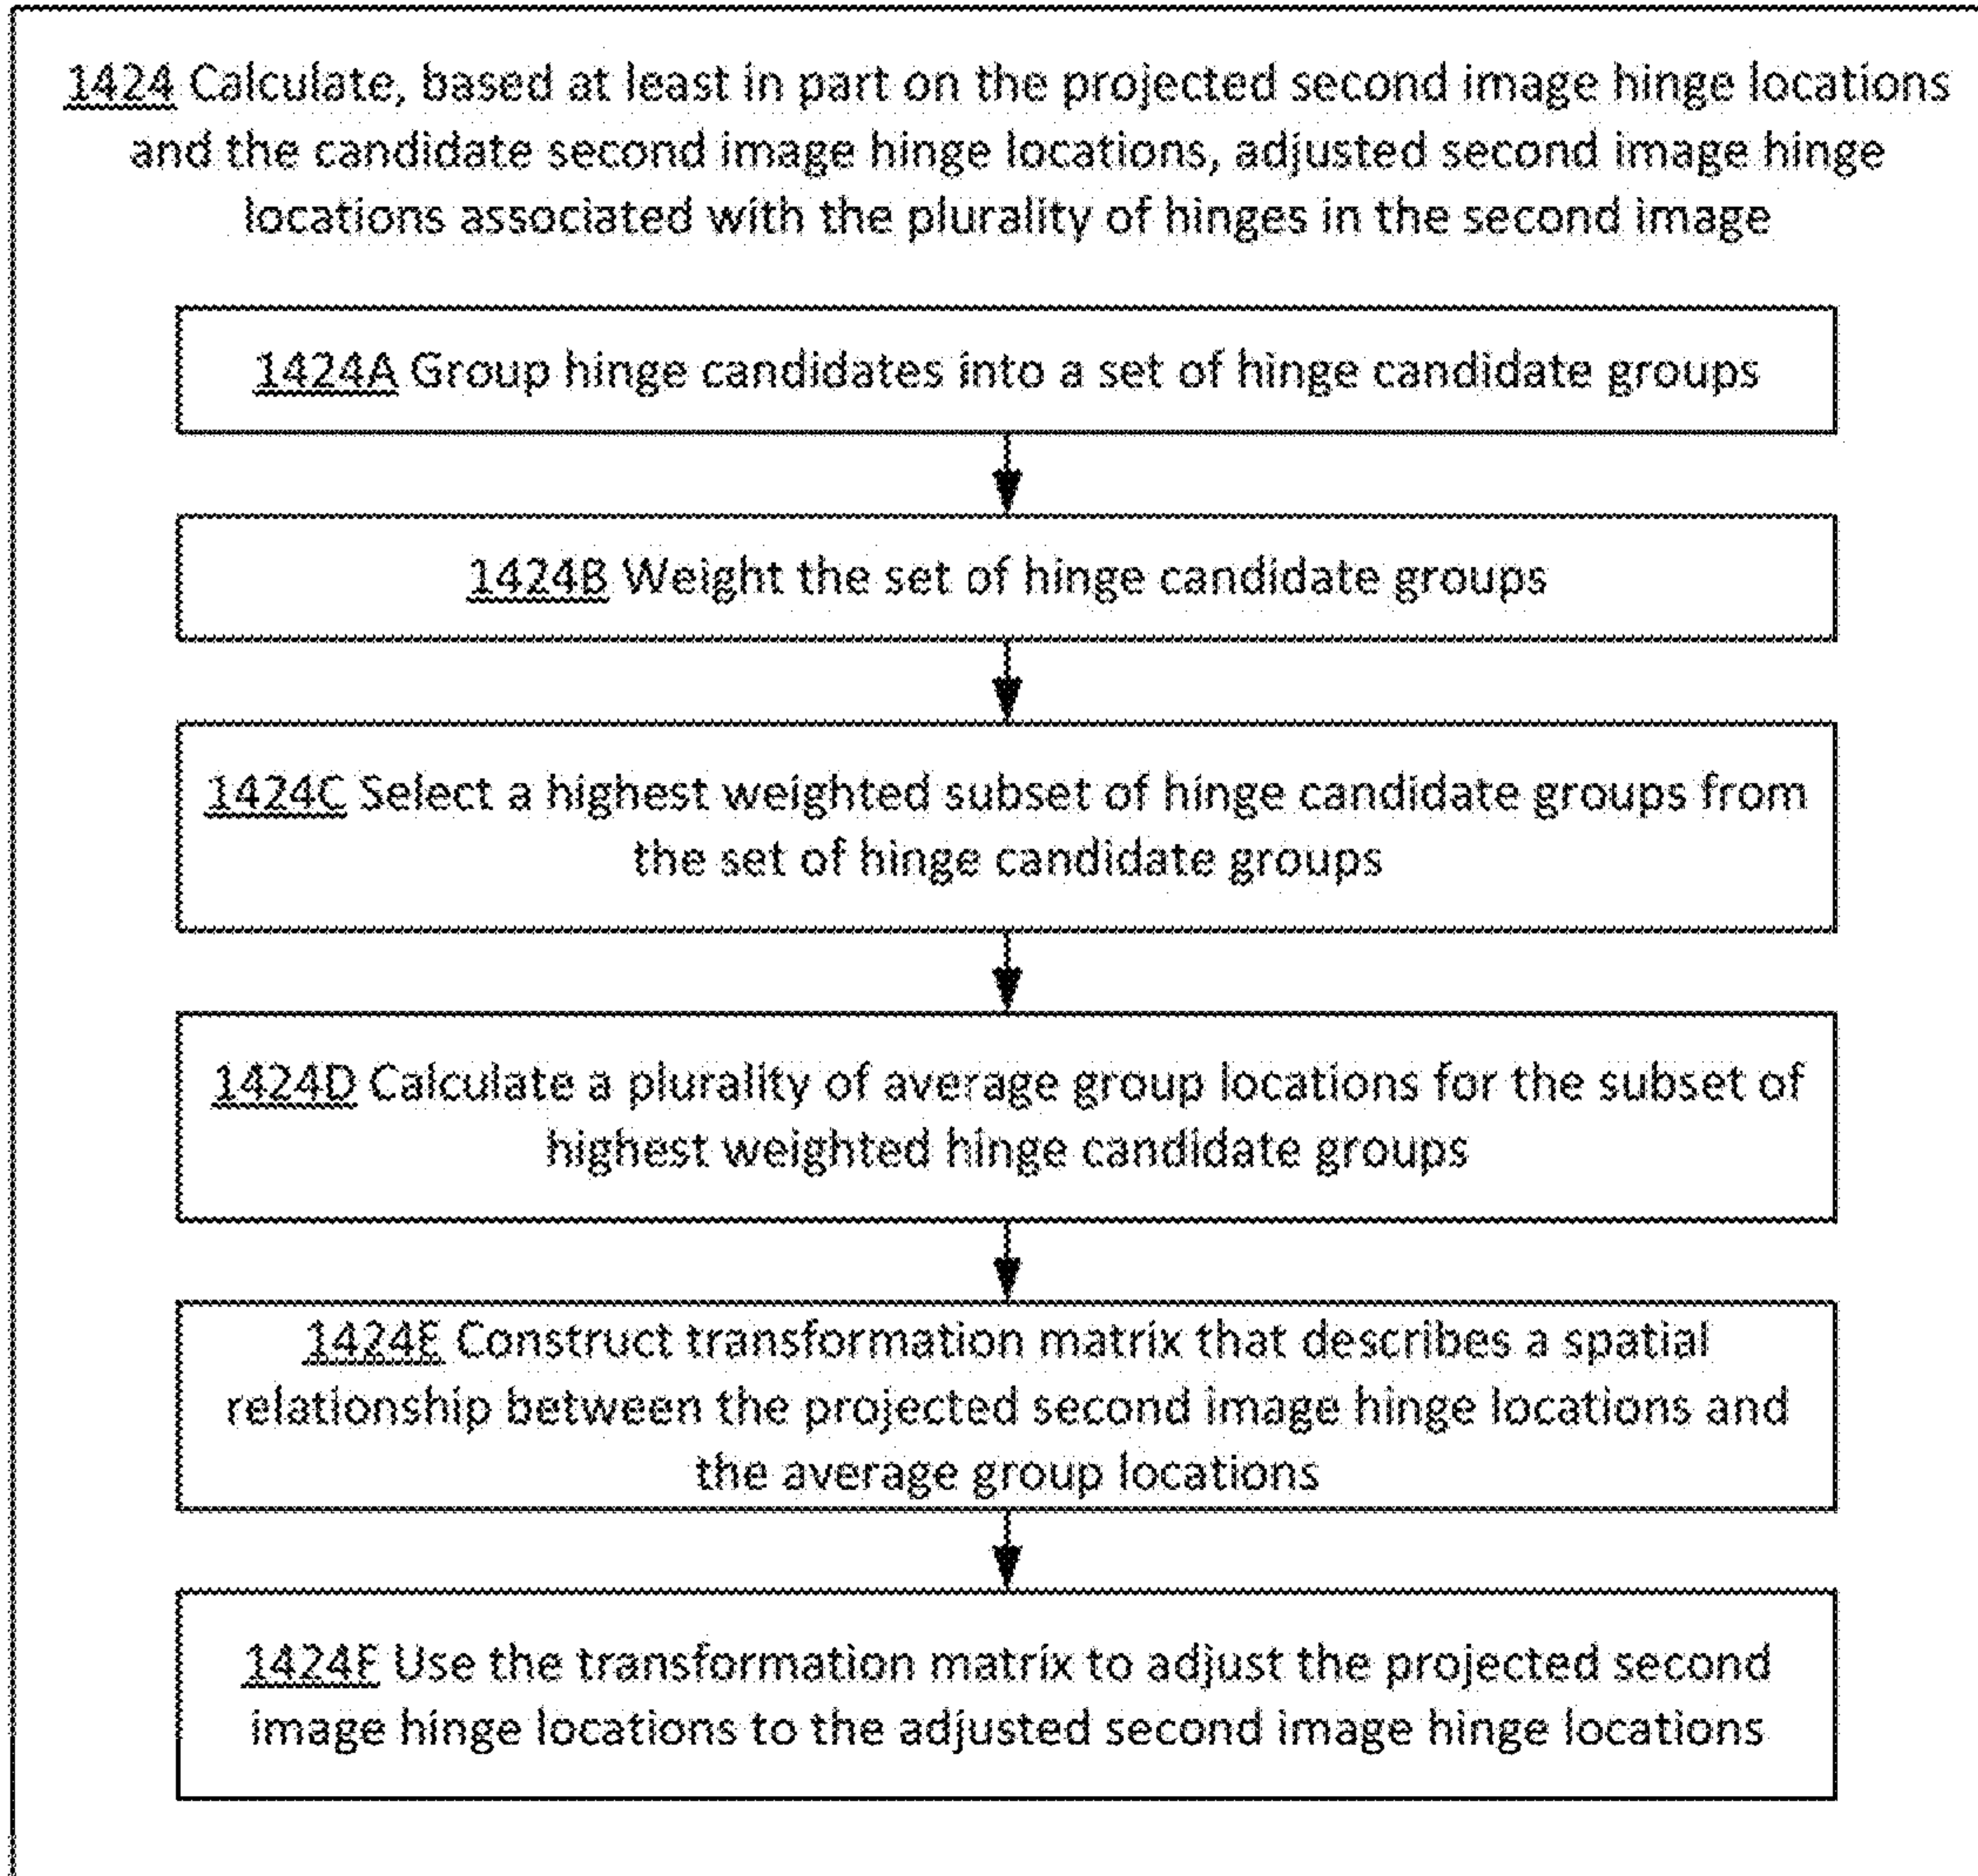 1424 Calculate, based at least in part on the projected second image hinge locations
and the candidate second image hinge locations, adjusted second image hinge
locations associated with the plurality of hinges in the second image
1424A Group hinge candidates into a set of hinge candidate groups
1424B Weight the set of hinge candidate groups
1424C Select a highest weighted subset of hinge candidate groups from
the set of hinge candidate groups
1424D Calculate a plurality of average group locations for the subset of
highest weighted hinge candidate groups
1424E Construct transformation matrix that describes a spatial
relationship between the projected second image hinge locations and
the average group locations
1424F Use the transformation matrix to adjust the projected second
image hinge locations to the adjusted second image hinge locations